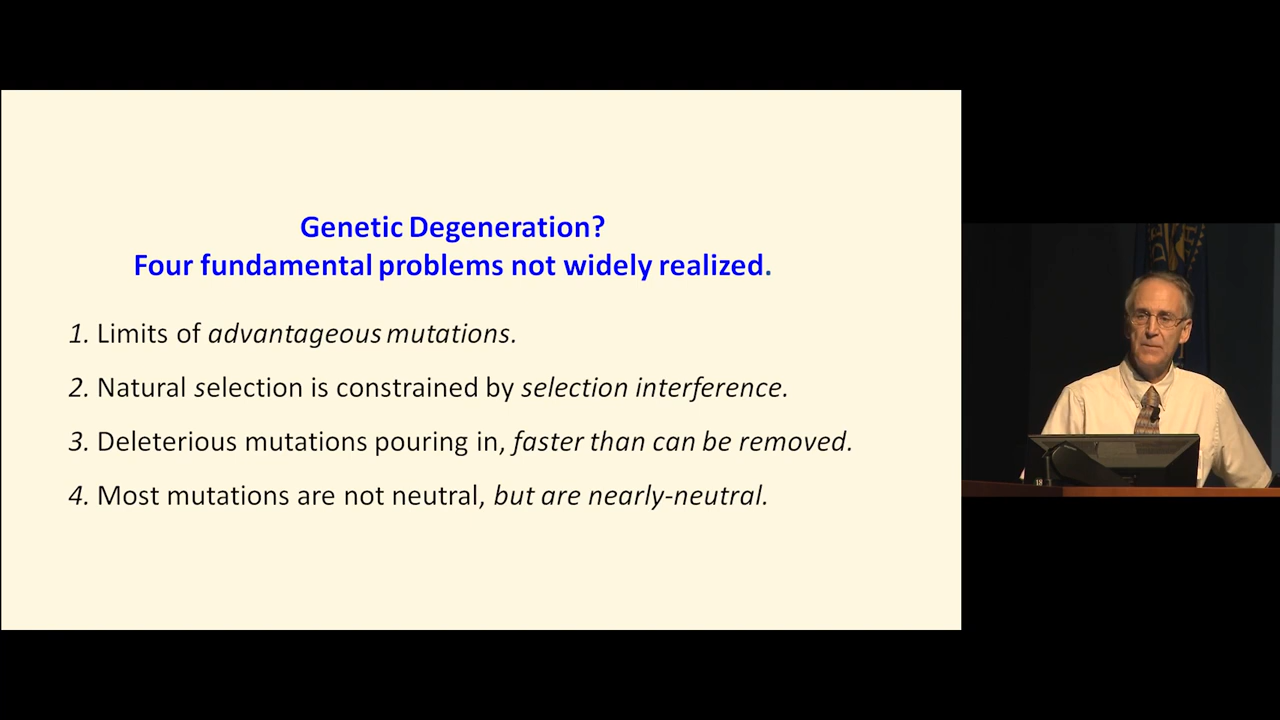 Genetic Degeneration?
Four fundamental problems not widely realized.
1. Limits of advantageous mutations.
2. Natural selection is constrained by selection interference.
3. Deleterious mutations pouring in, faster than can be removed.
4. Most mutations are not neutral, but are nearly-neutral.